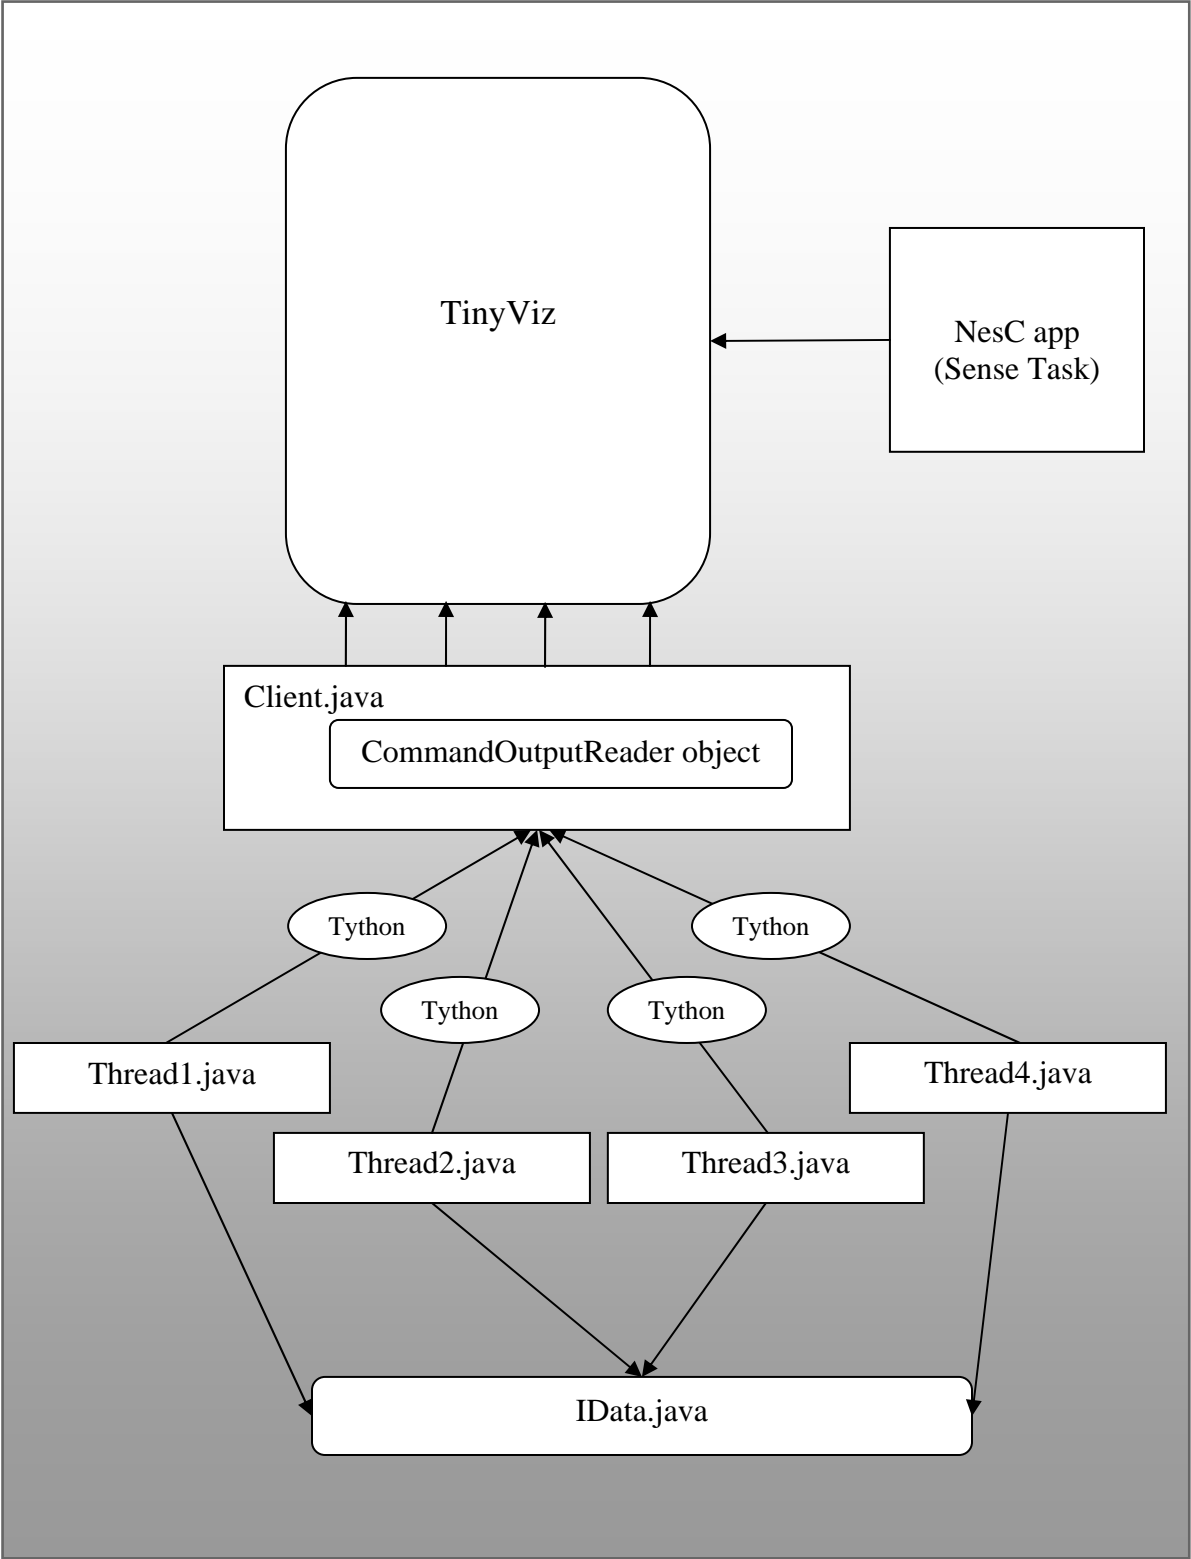 TinyViz
NesC app
(Sense Task)
Client.java
CommandOutputReader object
Tython
Tython
Tython
Tython
Thread1.java
Thread4.java
Thread2.java
Thread3.java
IData.java